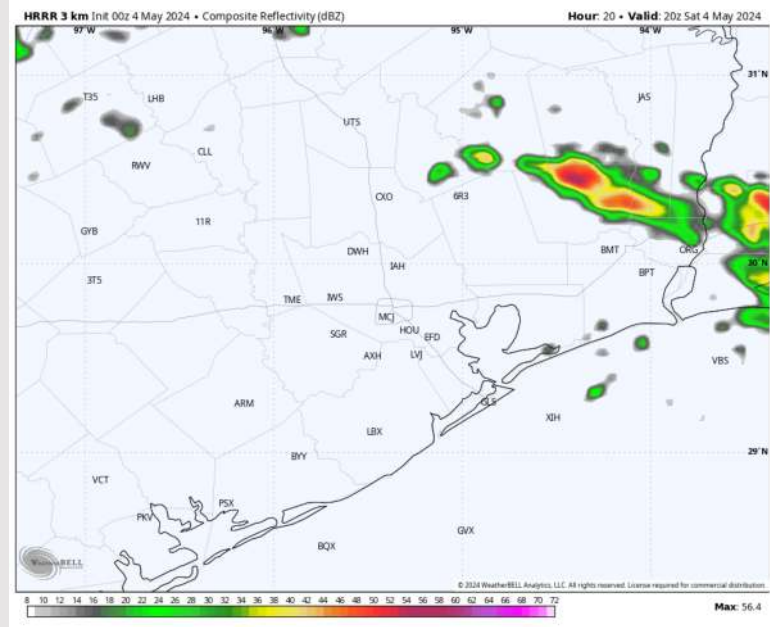 HRRR 3 km Init 00z 4 May 2024 • Composite Reflectivity (dBZ)
Hour: 20 • Valid: 20z Sat 4 May 2024
97°W 96°W 95°W 94°W
31°N
T35 LHB JAS
UTS
CLL
RWV
CXO 6R3
11R
GYB
DWH BMT ORG
IAH 30°N
3T5 BPT
TME IWS
MCJ
SGR HOU EFD
AXH LVJ VBS
ARM GLS
XIH
LBX
BYY 29°N
VCT
PKV PSX
GVX
BQX
WeatherBELL
© 2024 WeatherBELL Analytics, LLC. All rights reserved. License required for commercial distribution.
8 10 12 14 16 18 20 22 24 26 28 30 32 34 36 38 40 42 44 46 48 50 52 54 56 58 60 62 64 66 68 70 72
Max: 56.4